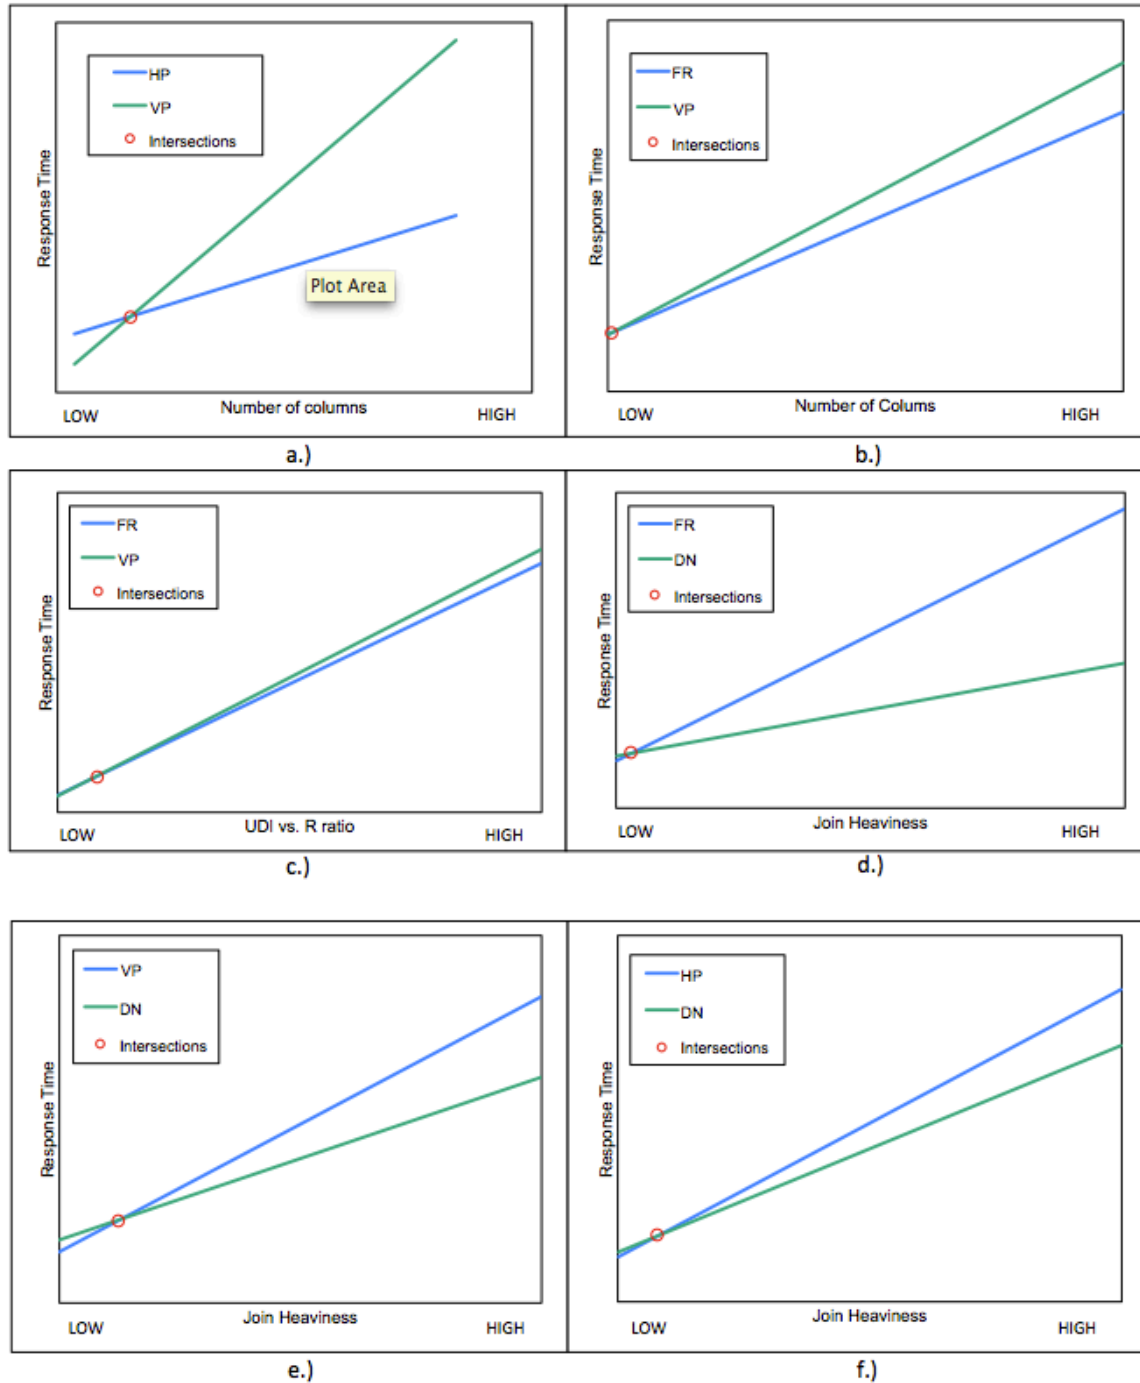 HP
VP
Intersections
Response Time
Plot Area
LOW
Number of columns
HIGH
a.)
FR
VP
Intersections
Response Time
LOW
Number of Colums
HIGH
b.)
FR
VP
Intersections
Response Time
LOW
UDI vs. R ratio
HIGH
c.)
FR
DN
Intersections
Response Time
LOW
Join Heaviness
HIGH
d.)
VP
DN
Intersections
Response Time
LOW
Join Heaviness
HIGH
e.)
HP
DN
Intersections
Response Time
LOW
Join Heaviness
HIGH
f.)